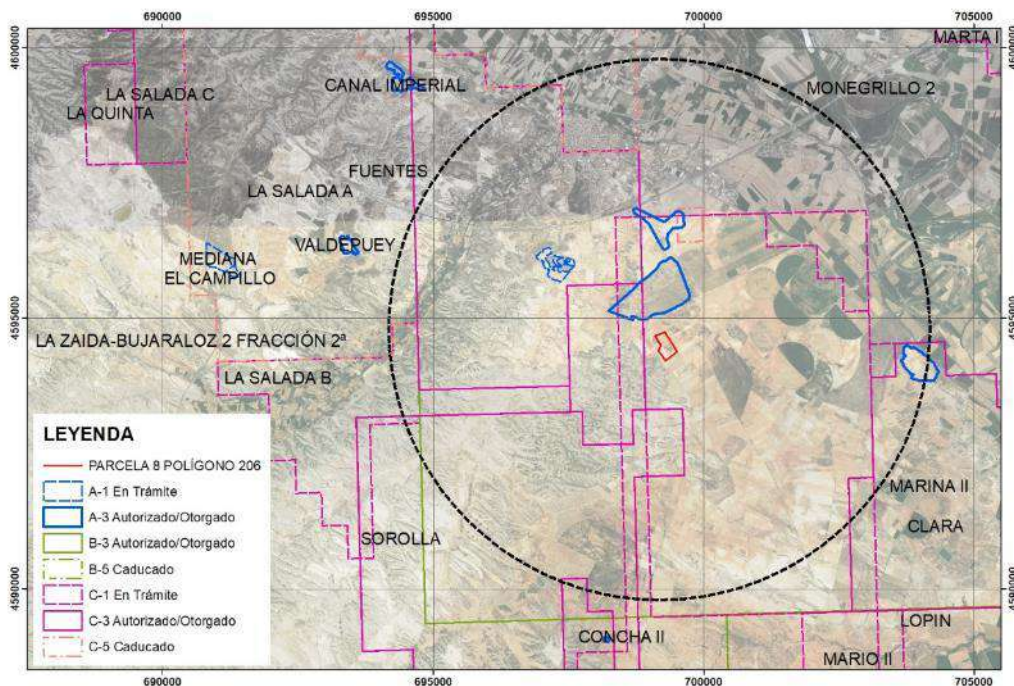 690000 695000 700000 705000
4600000 4600000
MARTA I
CANAL IMPERIAL
MONEGRILLO 2
LA SALADA C
LA QUINTA
FUENTES
LA SALADA A
VALDEPUEY
MEDIANA
EL CAMPILLO
4595000 4595000
LA ZAIDA-BUJARALOZ 2 FRACCIÓN 2ª
LA SALADA B
LEYENDA
PARCELA 8 POLÍGONO 206
A-1 En Trámite
A-3 Autorizado/Otorgado
B-3 Autorizado/Otorgado
B-5 Caducado
C-1 En Trámite
C-3 Autorizado/Otorgado
C-5 Caducado
MARINA II
CLARA
SOROLLA
4590000 4590000
LOPIN
CONCHA II
MARIO II
690000 695000 700000 705000